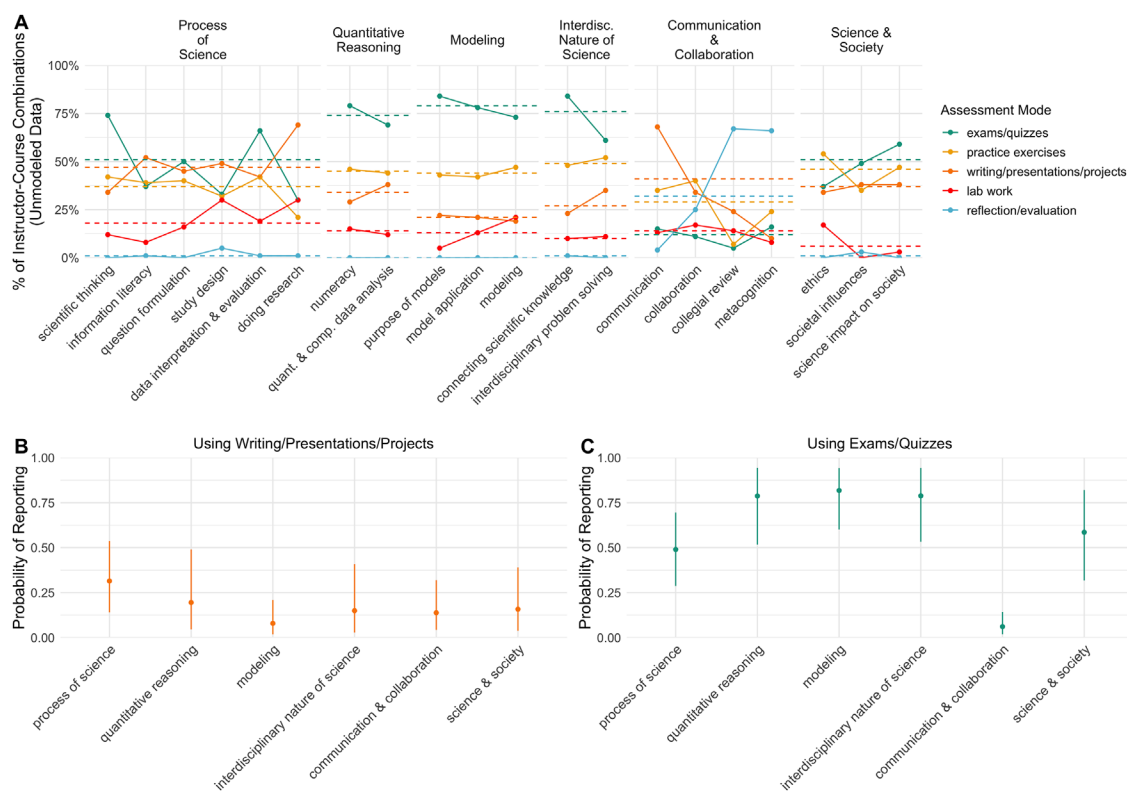 A
Process
of
Science
Quantitative
Reasoning
Modeling
Interdisc.
Nature of
Science
Communication
&
Collaboration
Science &
Society
% of Instructor-Course Combinations
(Unmodeled Data)
100%
75%
50%
25%
0%
scientific thinking
information literacy
question formulation
study design
data interpretation & evaluation
doing research
numeracy
quant. & comp. data analysis
purpose of models
model application
modeling
connecting scientific knowledge
interdisciplinary problem solving
communication
collaboration
collegial review
metacognition
ethics
societal influences
science impact on society
Assessment Mode
exams/quizzes
practice exercises
writing/presentations/projects
lab work
reflection/evaluation
B
Using Writing/Presentations/Projects
Probability of Reporting
1.00
0.75
0.50
0.25
0.00
process of science
quantitative reasoning
modeling
interdisciplinary nature of science
communication & collaboration
science & society
C
Using Exams/Quizzes
Probability of Reporting
1.00
0.75
0.50
0.25
0.00
process of science
quantitative reasoning
modeling
interdisciplinary nature of science
communication & collaboration
science & society